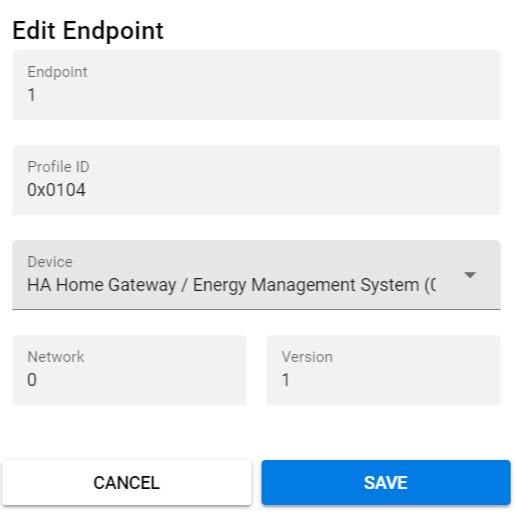 Edit Endpoint
Endpoint
1
Profile ID
0x0104
Device
HA Home Gateway / Energy Management System (
Network
0
Version
1
CANCEL
SAVE